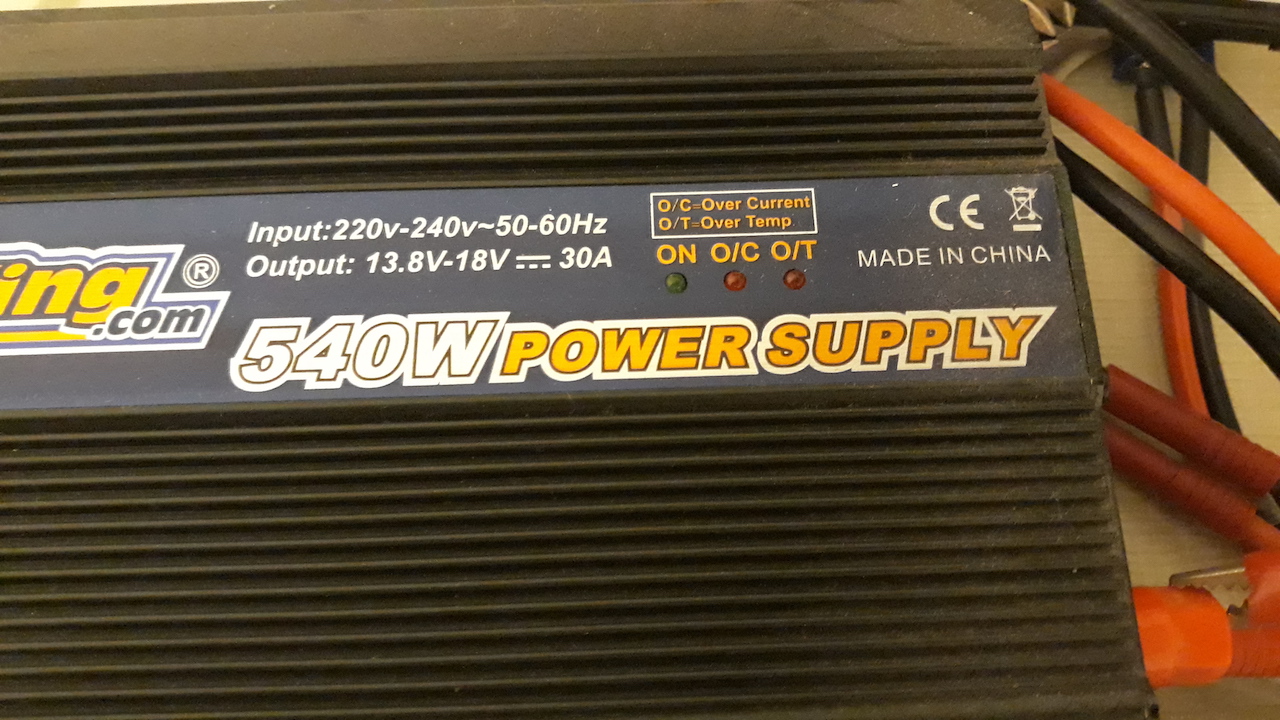 Input:220v-240v~50-60Hz
Output: 13.8V-18V ⎓ 30A
O/C=Over Current
O/T=Over Temp.
ON O/C O/T
CE
MADE IN CHINA
ing®
.com
540W POWER SUPPLY